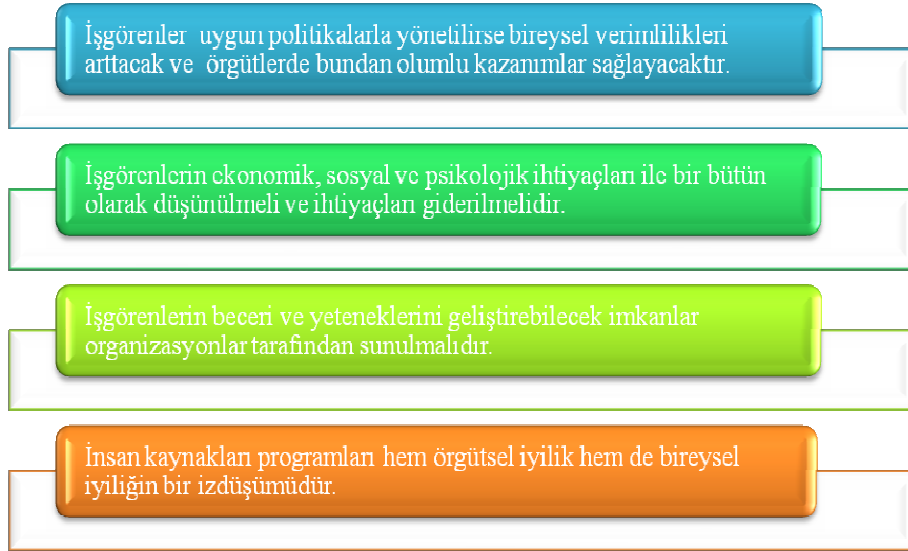 İşgörenler uygun politikalarla yönetilirse bireysel verimlilikleri
arttacak ve örgütlerde bundan olumlu kazanımlar sağlayacaktır.
İşgörenlerin ekonomik, sosyal ve psikolojik ihtiyaçları ile bir bütün
olarak düşünülmeli ve ihtiyaçları giderilmelidir.
İşgörenlerin beceri ve yeteneklerini geliştirebilecek imkanlar
organizasyonlar tarafından sunulmalıdır.
İnsan kaynakları programları hem örgütsel iyilik hem de bireysel
iyiliğin bir izdüşümüdür.